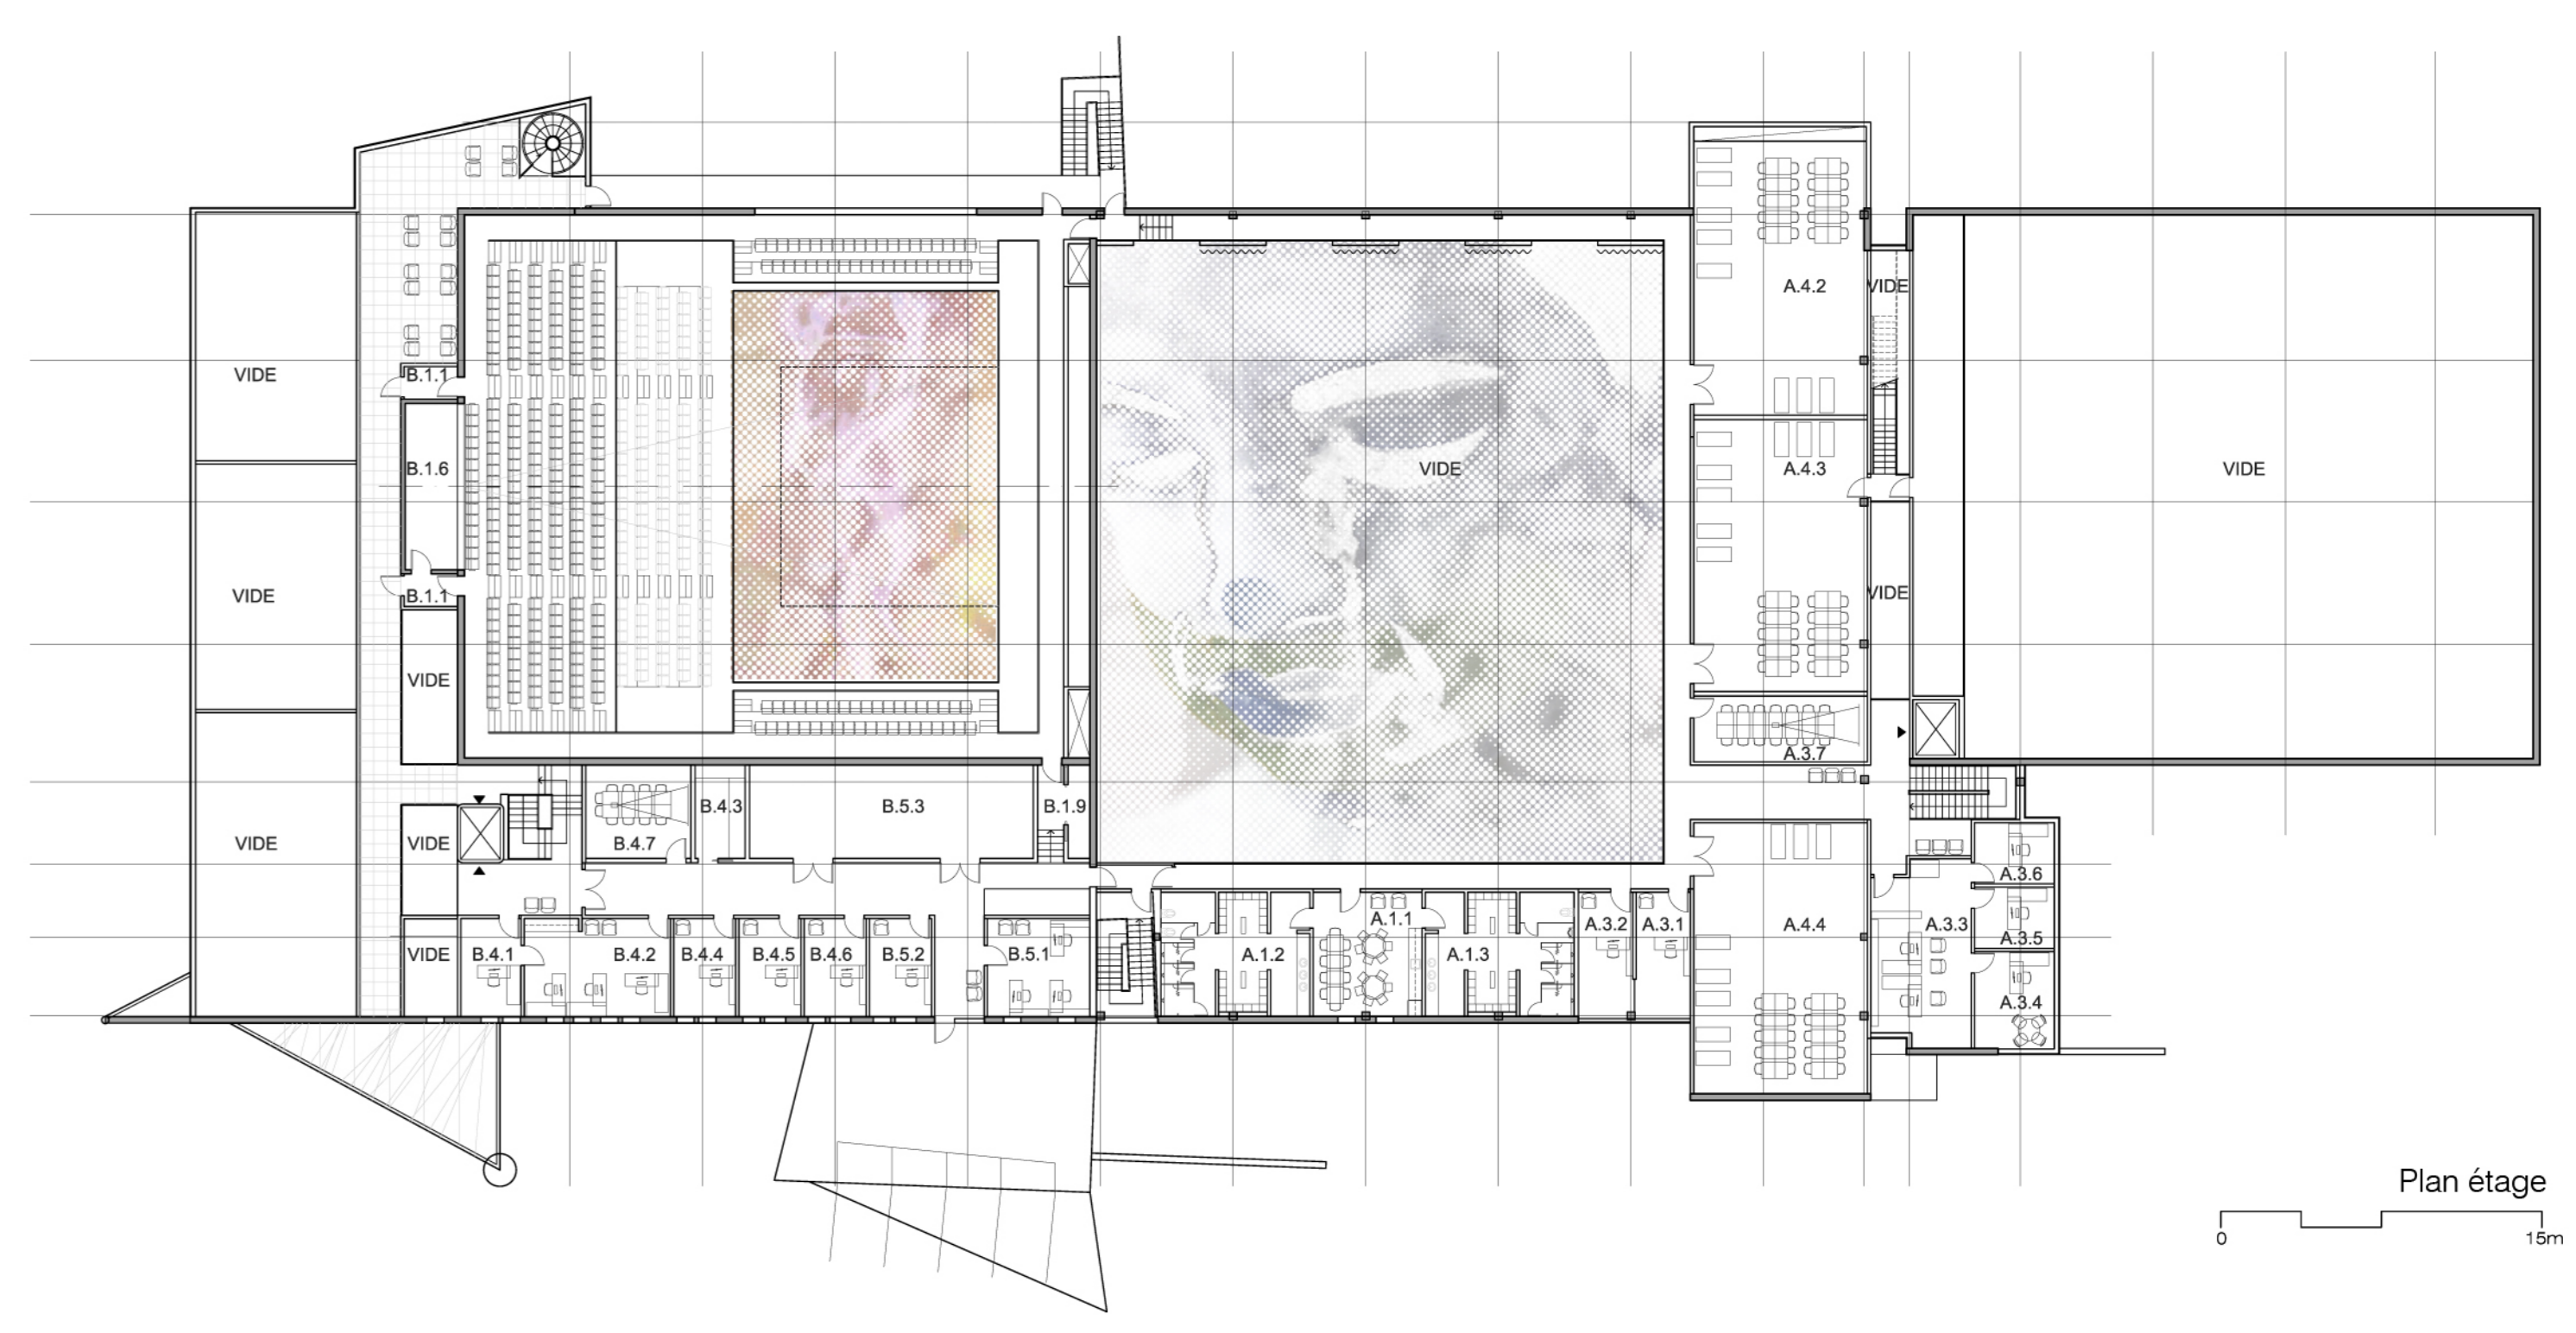 A.4.2
VIDE
VIDE
B.1.1
B.1.6
VIDE
A.4.3
VIDE
VIDE
B.1.1
VIDE
VIDE
A.3.7
B.4.7
B.4.3
B.5.3
B.1.9
VIDE
VIDE
A.3.6
VIDE
B.4.1
B.4.2
B.4.4
B.4.5
B.4.6
B.5.2
B.5.1
A.1.2
A.1.1
A.1.3
A.3.2
A.3.1
A.4.4
A.3.3
A.3.5
A.3.4
Plan étage
0 15m